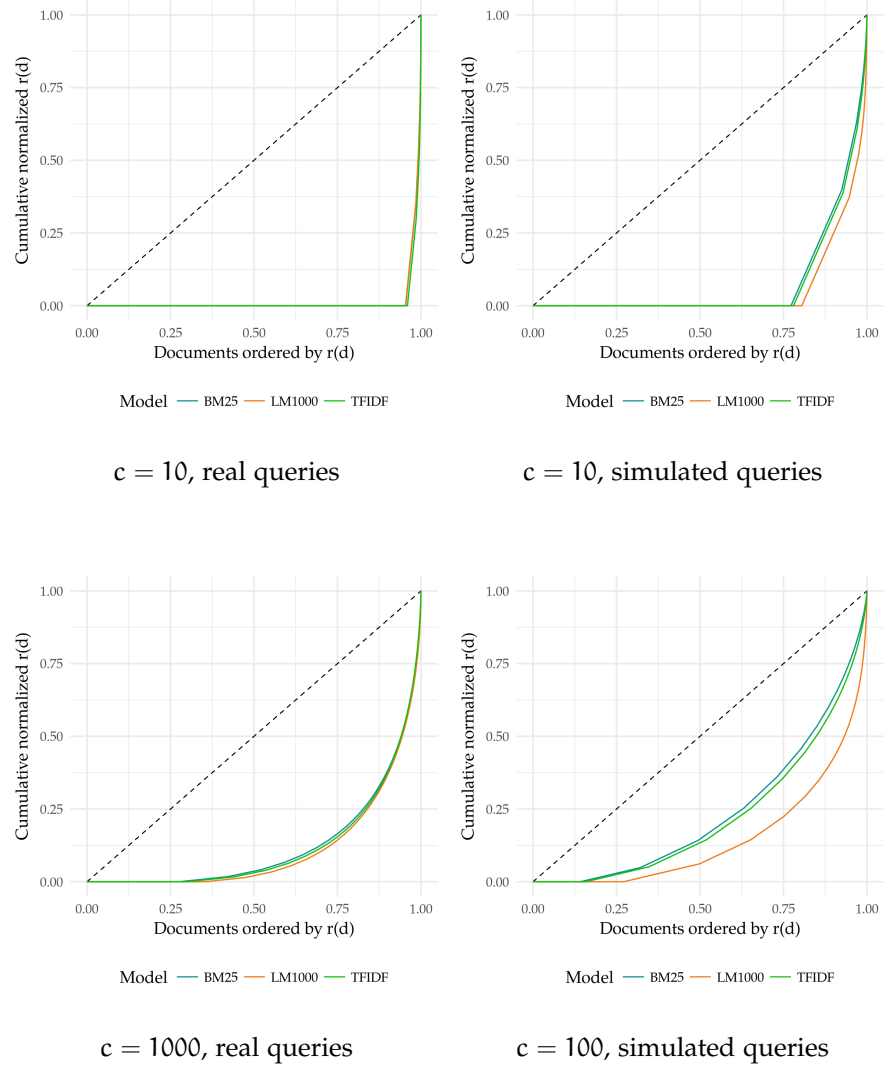 1.00
0.75
0.50
0.25
0.00
Cumulative normalized r(d)
0.00 0.25 0.50 0.75 1.00
Documents ordered by r(d)
Model BM25 LM1000 TFIDF
c = 10, real queries
1.00
0.75
0.50
0.25
0.00
Cumulative normalized r(d)
0.00 0.25 0.50 0.75 1.00
Documents ordered by r(d)
Model BM25 LM1000 TFIDF
c = 10, simulated queries
1.00
0.75
0.50
0.25
0.00
Cumulative normalized r(d)
0.00 0.25 0.50 0.75 1.00
Documents ordered by r(d)
Model BM25 LM1000 TFIDF
c = 1000, real queries
1.00
0.75
0.50
0.25
0.00
Cumulative normalized r(d)
0.00 0.25 0.50 0.75 1.00
Documents ordered by r(d)
Model BM25 LM1000 TFIDF
c = 100, simulated queries